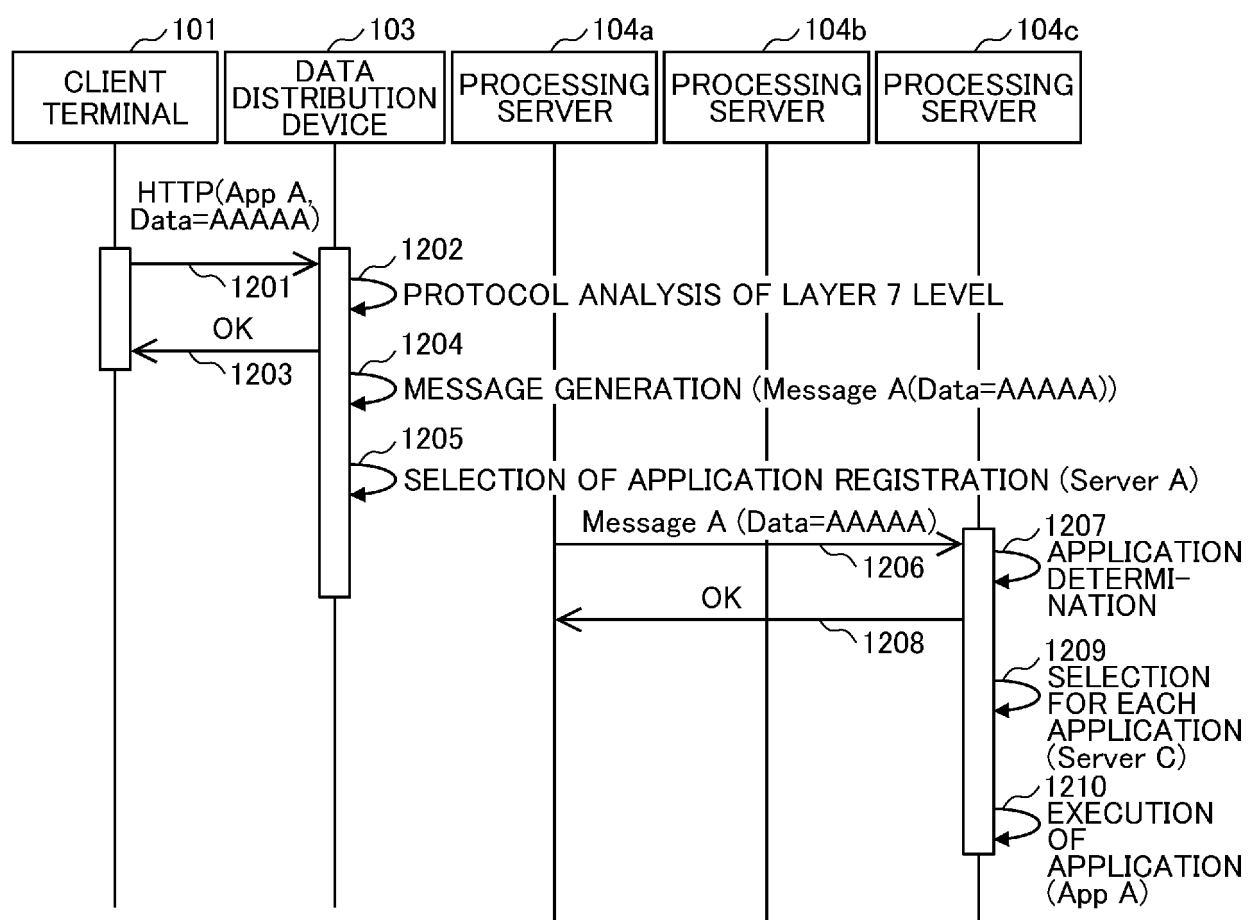 101
103
104a
104b
104c
CLIENT
TERMINAL
DATA
DISTRIBUTION
DEVICE
PROCESSING
SERVER
PROCESSING
SERVER
PROCESSING
SERVER
HTTP(App A,
Data=AAAAA)
1201
1202
PROTOCOL ANALYSIS OF LAYER 7 LEVEL
OK
1203
1204
MESSAGE GENERATION (Message A(Data=AAAAA))
1205
SELECTION OF APPLICATION REGISTRATION (Server A)
Message A (Data=AAAAA)
1206
1207
APPLICATION
DETERMI-
NATION
OK
1208
1209
SELECTION
FOR EACH
APPLICATION
(Server C)
1210
EXECUTION
OF
APPLICATION
(App A)